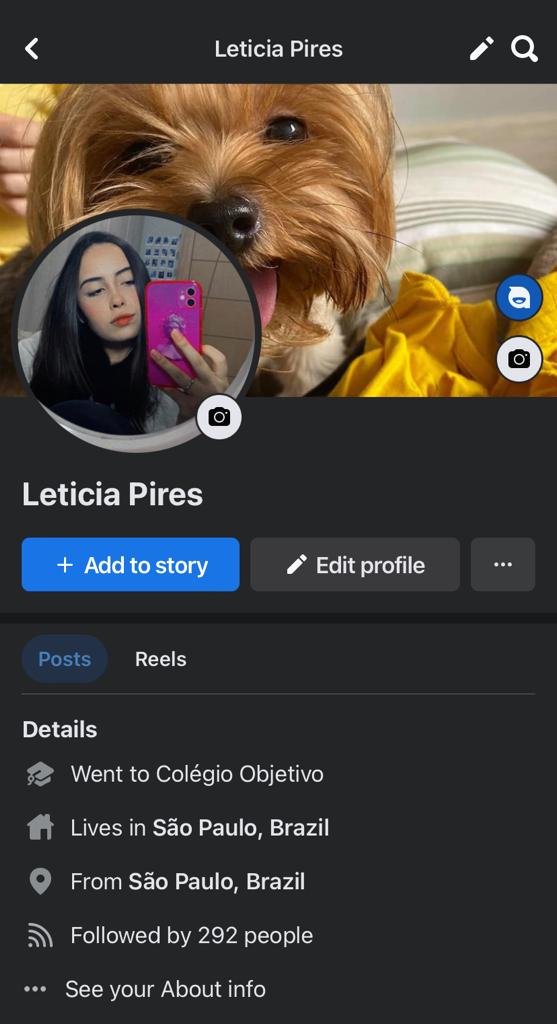 Leticia Pires
Leticia Pires
+ Add to story
Edit profile
Posts
Reels
Details
Went to Colégio Objetivo
Lives in São Paulo, Brazil
From São Paulo, Brazil
Followed by 292 people
See your About info